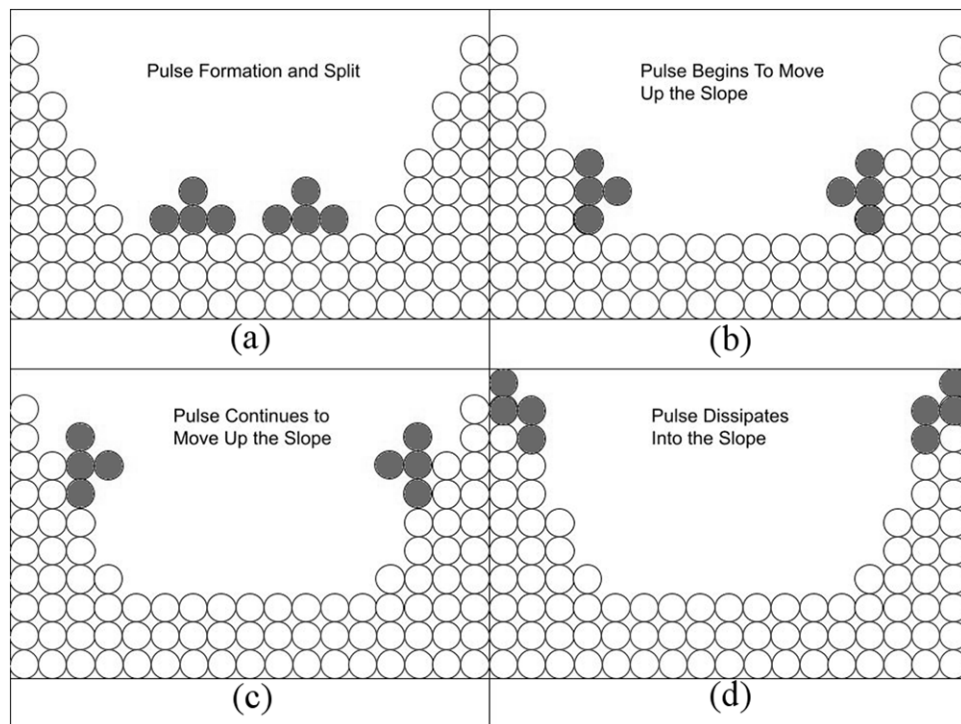 Pulse Formation and Split
(a)
Pulse Begins To Move
Up the Slope
(b)
Pulse Continues to
Move Up the Slope
(c)
Pulse Dissipates
Into the Slope
(d)